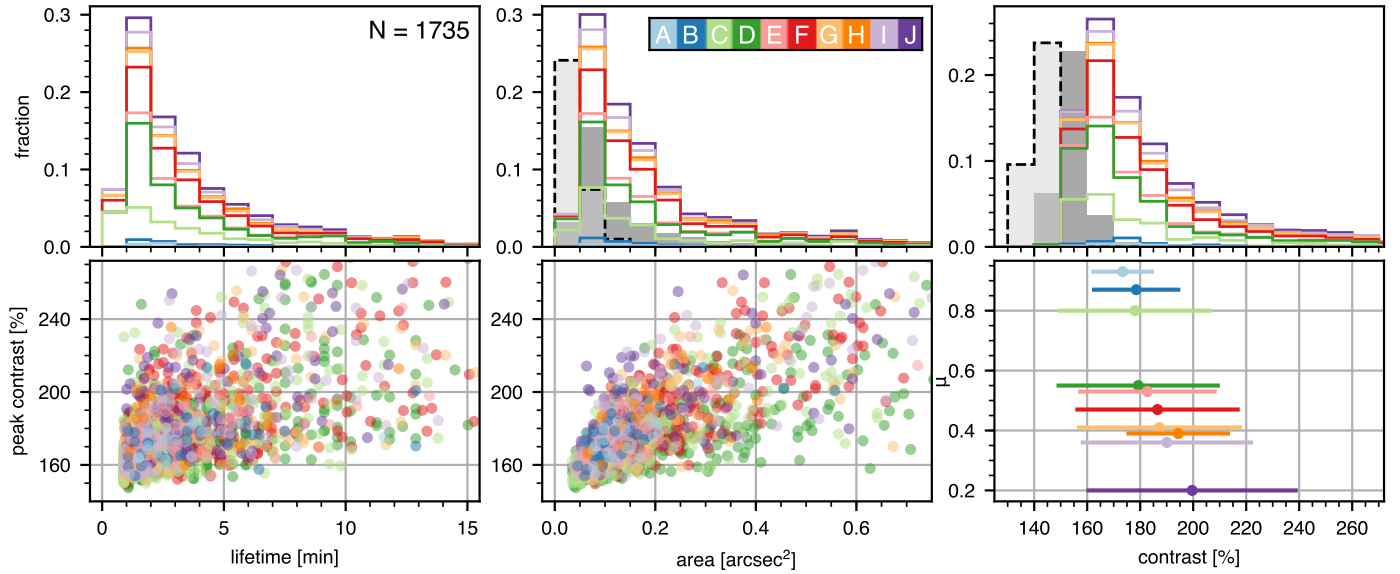 N = 1735
A B C D E F G H I J
fraction
0.3
0.2
0.1
0.0
0.3
0.2
0.1
0.0
0.2
0.1
0.0
peak contrast [%]
240
200
160
0 5 10 15
lifetime [min]
240
200
160
0.0 0.2 0.4 0.6
area [arcsec²]
μ
0.8
0.6
0.4
0.2
140 160 180 200 220 240 260
contrast [%]